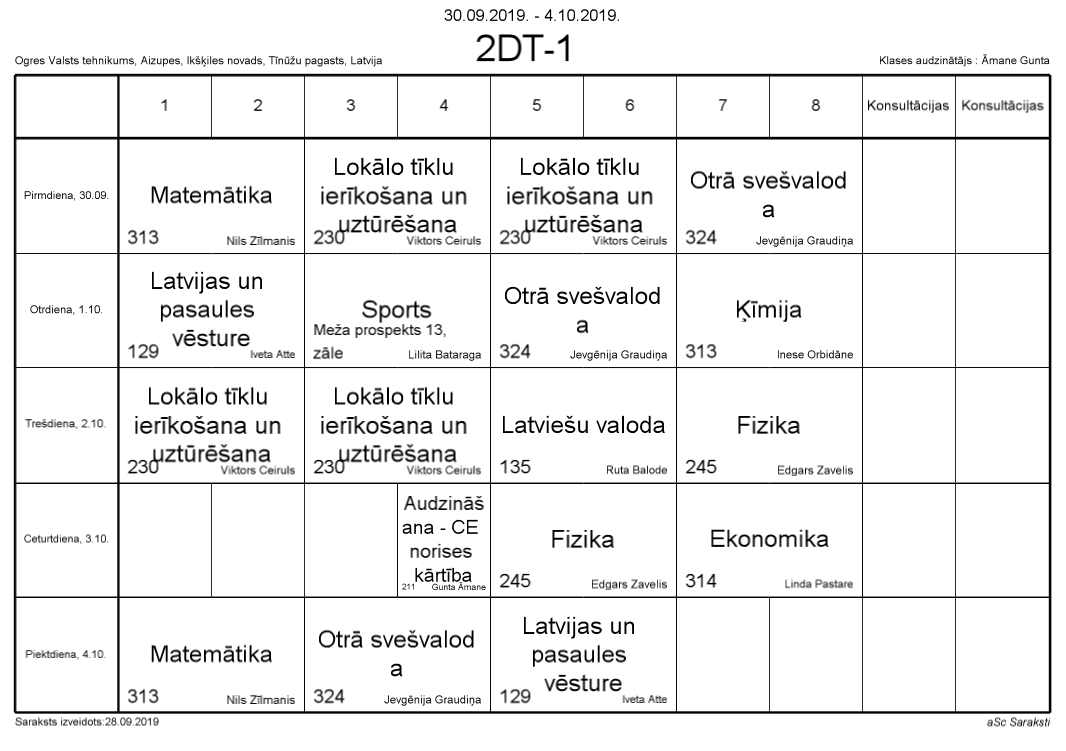 30.09.2019. - 4.10.2019.
2DT-1
Ogres Valsts tehnikums, Aizupes, Ikšķiles novads, Tīnūžu pagasts, Latvija
Klases audzinātājs : Āmane Gunta
1 2 3 4 5 6 7 8 Konsultācijas Konsultācijas
Pirmdiena, 30.09.
Matemātika
313 Nils Zīlmanis
Lokālo tīklu
ierīkošana un
uztūrēšana
230 Viktors Ceiruls
Lokālo tīklu
ierīkošana un
uztūrēšana
230 Viktors Ceiruls
Otrā svešvalod
a
324 Jevgēnija Graudiņa
Otrdiena, 1.10.
Latvijas un
pasaules
vēsture
129 Iveta Atte
Sports
Meža prospekts 13,
zāle Lilita Bataraga
Otrā svešvalod
a
324 Jevgēnija Graudiņa
Ķīmija
313 Inese Orbidāne
Trešdiena, 2.10.
Lokālo tīklu
ierīkošana un
uztūrēšana
230 Viktors Ceiruls
Lokālo tīklu
ierīkošana un
uztūrēšana
230 Viktors Ceiruls
Latviešu valoda
135 Ruta Balode
Fizika
245 Edgars Zavelis
Ceturtdiena, 3.10.
Audzināš
ana - CE
norises
kārtība
211 Gunta Āmane
Fizika
245 Edgars Zavelis
Ekonomika
314 Linda Pastare
Piektdiena, 4.10.
Matemātika
313 Nils Zīlmanis
Otrā svešvalod
a
324 Jevgēnija Graudiņa
Latvijas un
pasaules
vēsture
129 Iveta Atte
Saraksts izveidots:28.09.2019
aSc Saraksti